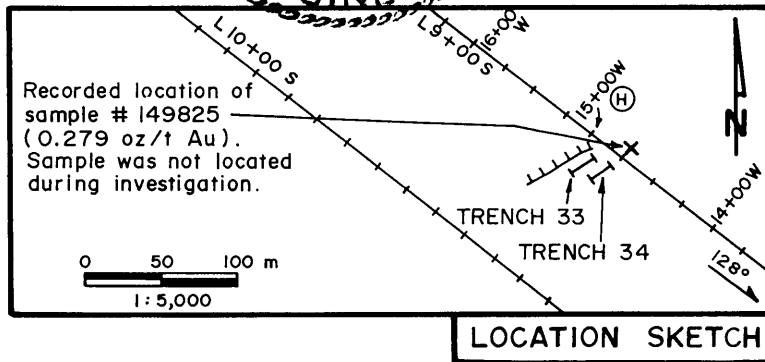 L 10+00 S
L 9+00 S
16+00 W
15+00W
H
Recorded location of
sample # 149825
(0.279 oz/t Au).
Sample was not located
during investigation.
N
TRENCH 33
TRENCH 34
14+00W
128°
0 50 100 m
1:5,000
LOCATION SKETCH